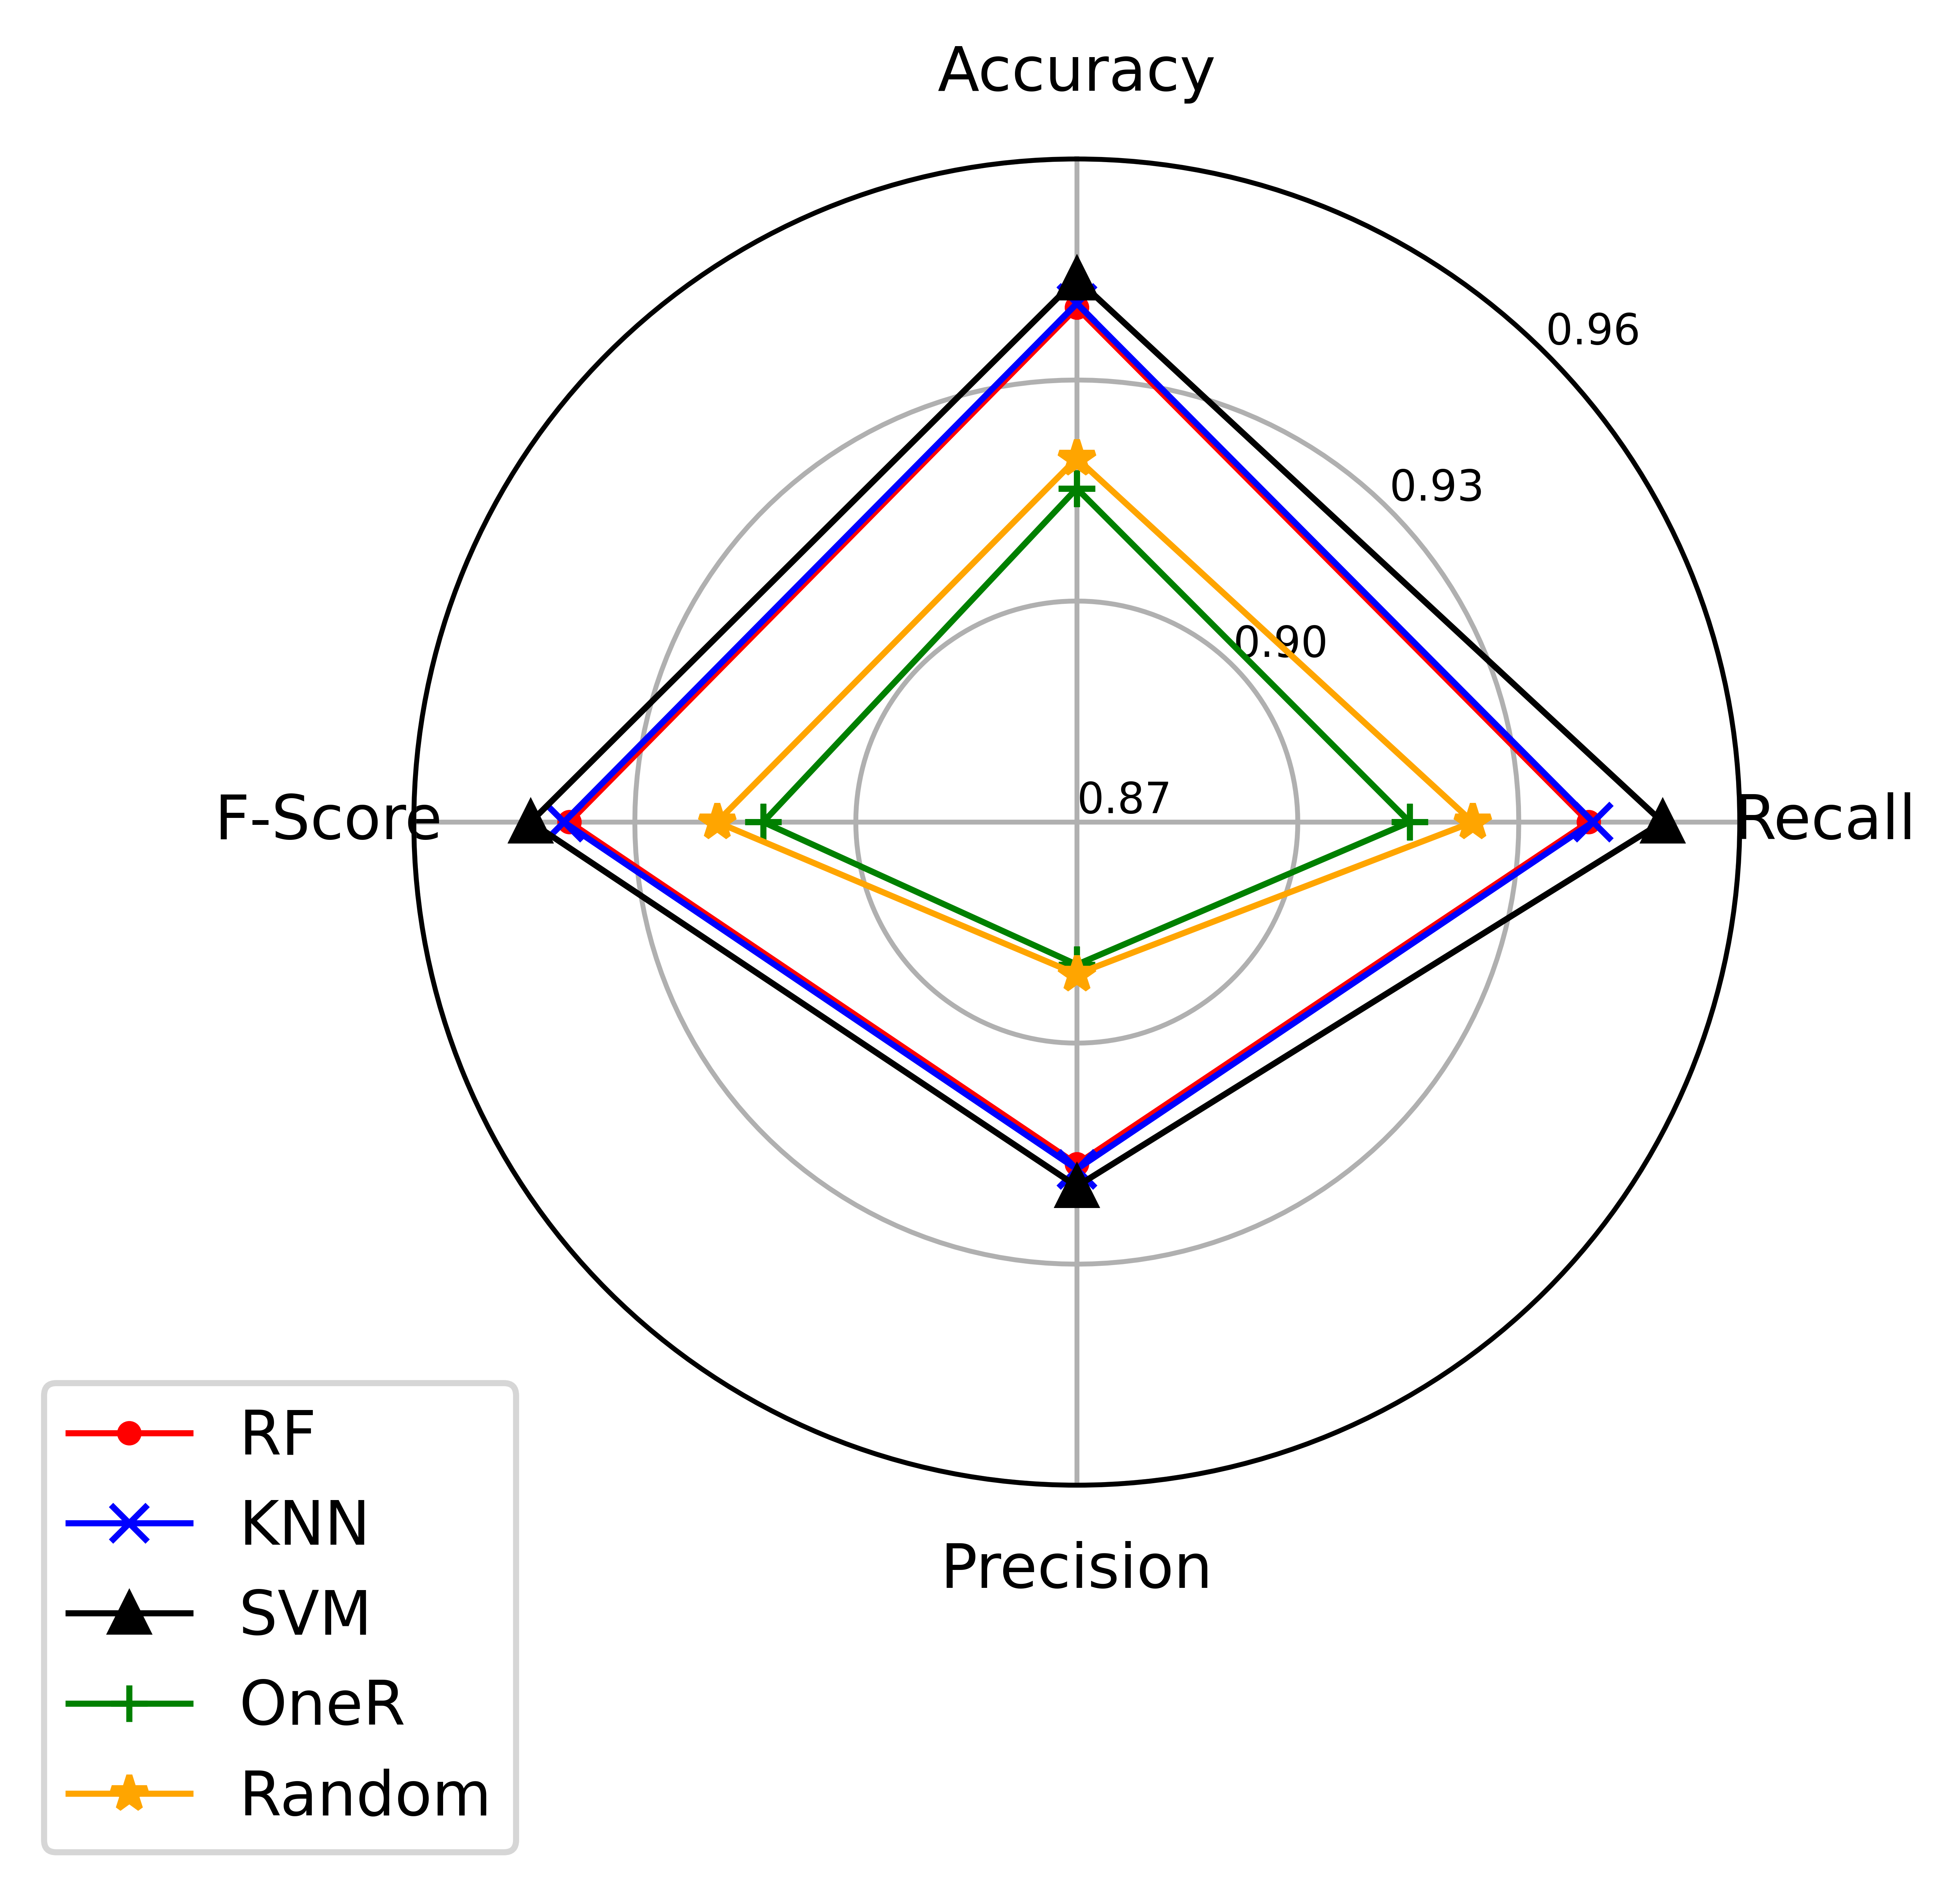 Accuracy
0.96
0.93
0.90
0.87
F-Score
Recall
Precision
RF
KNN
SVM
OneR
Random